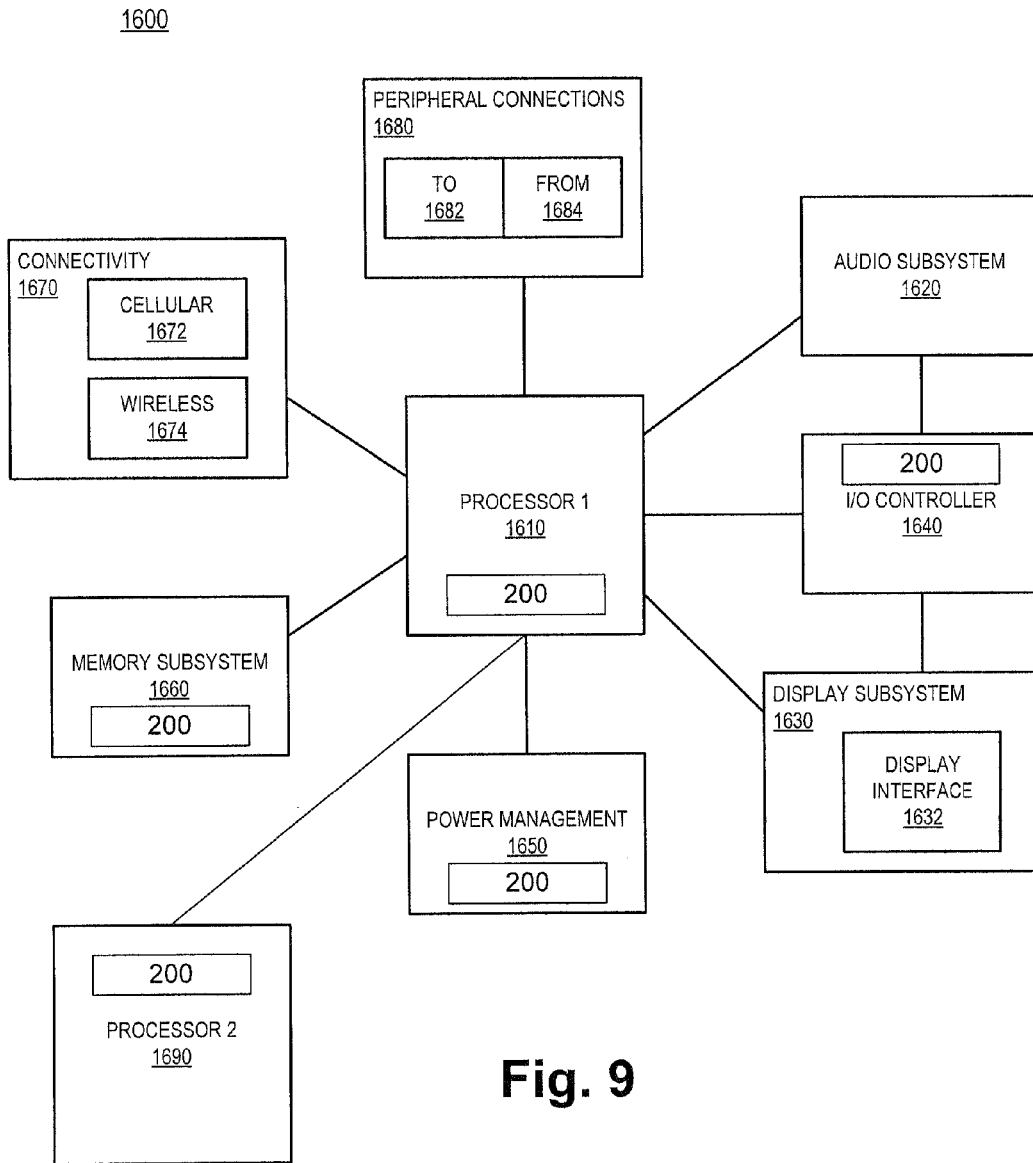 1600
PERIPHERAL CONNECTIONS
1680
TO
1682
FROM
1684
CONNECTIVITY
1670
CELLULAR
1672
WIRELESS
1674
AUDIO SUBSYSTEM
1620
PROCESSOR 1
1610
200
200
I/O CONTROLLER
1640
MEMORY SUBSYSTEM
1660
200
DISPLAY SUBSYSTEM
1630
DISPLAY
INTERFACE
1632
POWER MANAGEMENT
1650
200
200
PROCESSOR 2
1690
Fig. 9